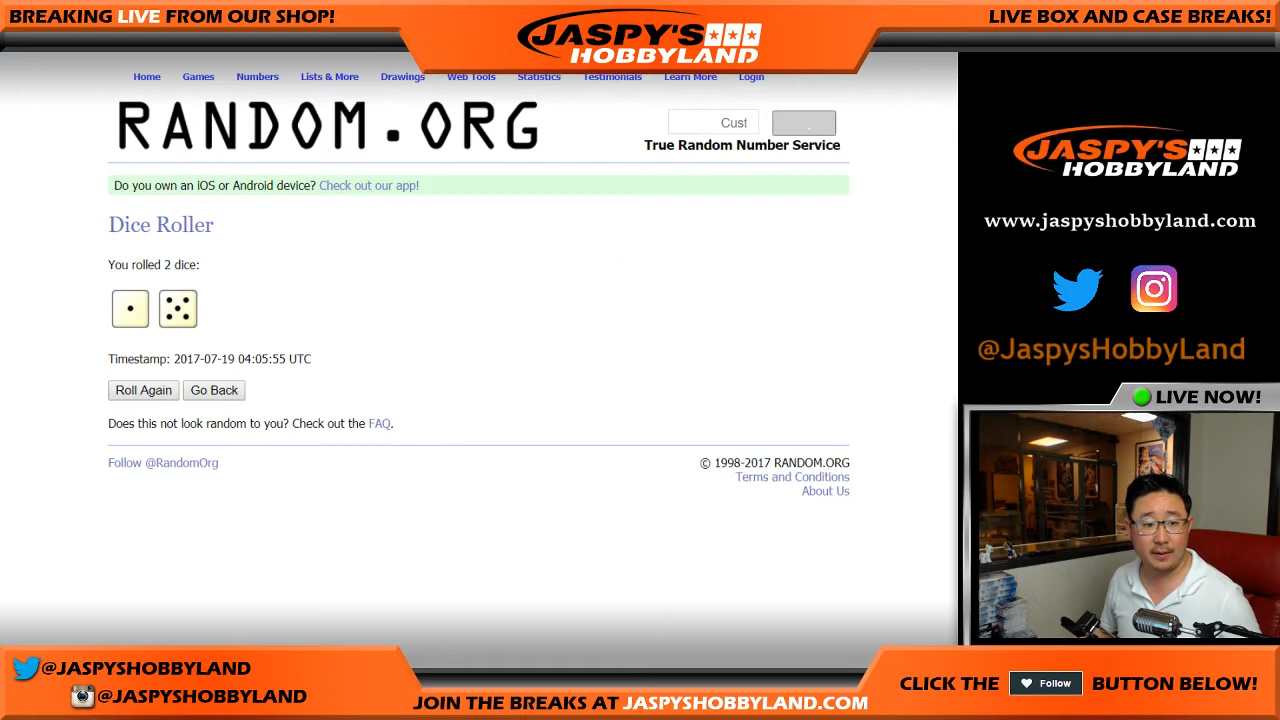 BREAKING LIVE FROM OUR SHOP!
JASPY'S
HOBBYLAND
LIVE BOX AND CASE BREAKS!
Home Games Numbers Lists & More Drawings Web Tools Statistics Testimonials Learn More Login
RANDOM.ORG
Cust
True Random Number Service
Do you own an iOS or Android device? Check out our app!
Dice Roller
You rolled 2 dice:
Timestamp: 2017-07-19 04:05:55 UTC
Roll Again Go Back
Does this not look random to you? Check out the FAQ.
Follow @RandomOrg
© 1998-2017 RANDOM.ORG
Terms and Conditions
About Us
JASPY'S
HOBBYLAND
www.jaspyshobbyland.com
@JaspysHobbyLand
LIVE NOW!
@JASPYSHOBBYLAND
@JASPYSHOBBYLAND
JOIN THE BREAKS AT JASPYSHOBBYLAND.COM
CLICK THE Follow BUTTON BELOW!